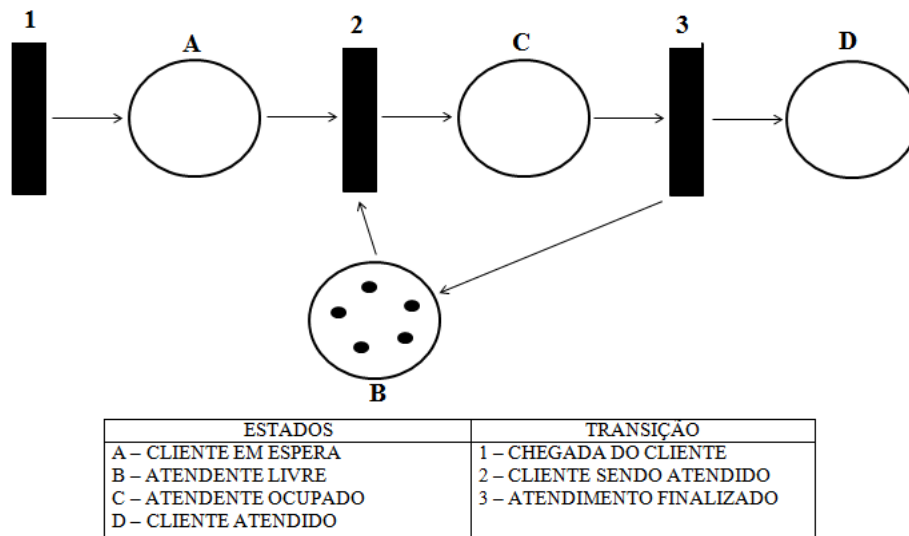 1
2
3
A
C
D
B
ESTADOS
TRANSIÇÃO
A – CLIENTE EM ESPERA
1 – CHEGADA DO CLIENTE
B – ATENDENTE LIVRE
2 – CLIENTE SENDO ATENDIDO
C – ATENDENTE OCUPADO
3 – ATENDIMENTO FINALIZADO
D – CLIENTE ATENDIDO